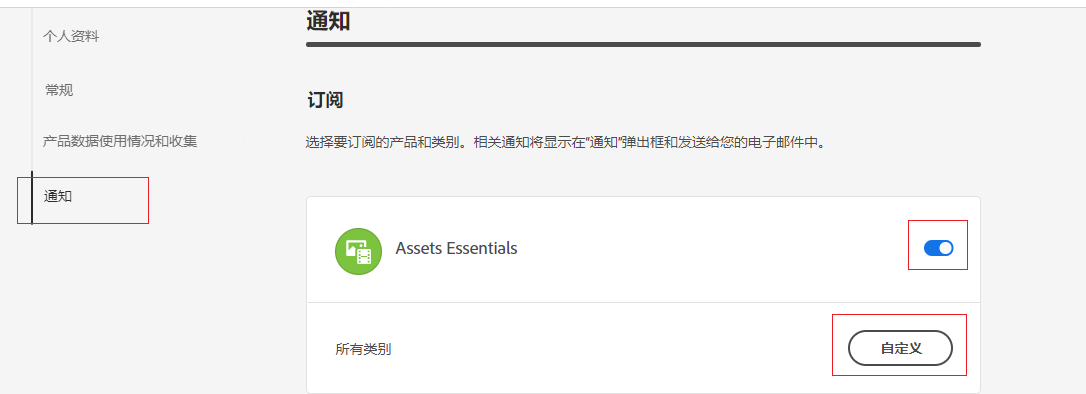 个人资料
常规
产品数据使用情况和收集
通知
通知
订阅
选择要订阅的产品和类别。相关通知将显示在“通知”弹出框和发送给您的电子邮件中。
Assets Essentials
所有类别
自定义